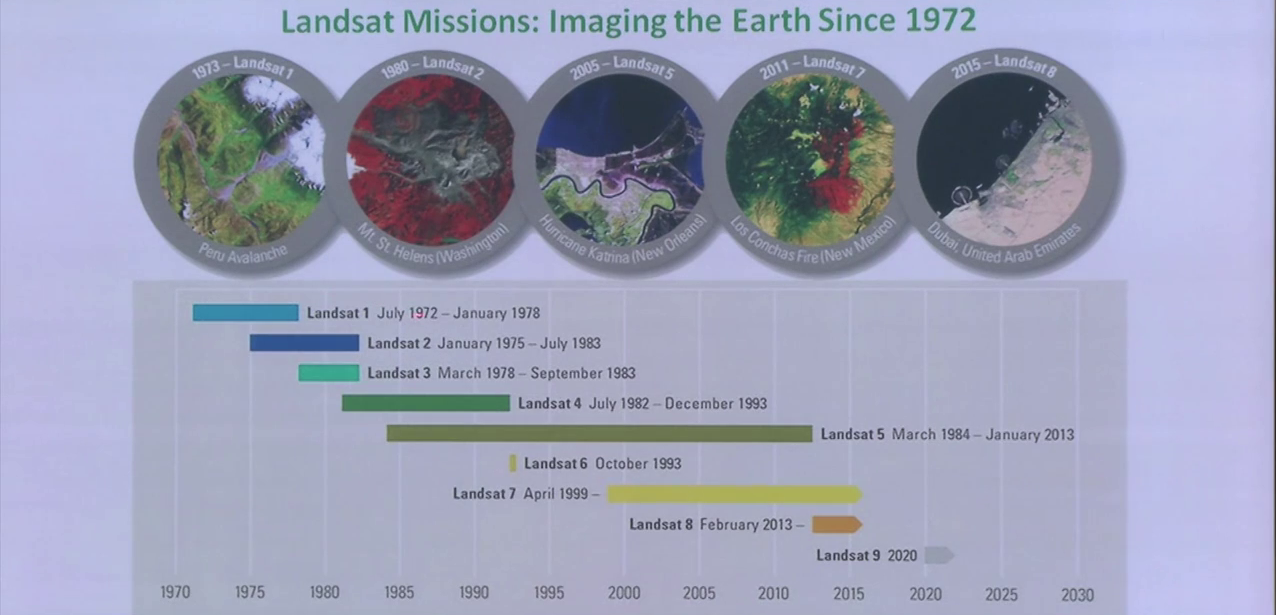 Landsat Missions: Imaging the Earth Since 1972
1973 – Landsat 1
1980 – Landsat 2
2005 – Landsat 5
2011 – Landsat 7
2015 – Landsat 8
Peru Avalanche
Mt. St. Helens (Washington)
Hurricane Katrina (New Orleans)
Los Conchas Fire (New Mexico)
Dubai, United Arab Emirates
Landsat 1 July 1972 – January 1978
Landsat 2 January 1975 – July 1983
Landsat 3 March 1978 – September 1983
Landsat 4 July 1982 – December 1993
Landsat 5 March 1984 – January 2013
Landsat 6 October 1993
Landsat 7 April 1999 –
Landsat 8 February 2013 –
Landsat 9 2020
1970 1975 1980 1985 1990 1995 2000 2005 2010 2015 2020 2025 2030